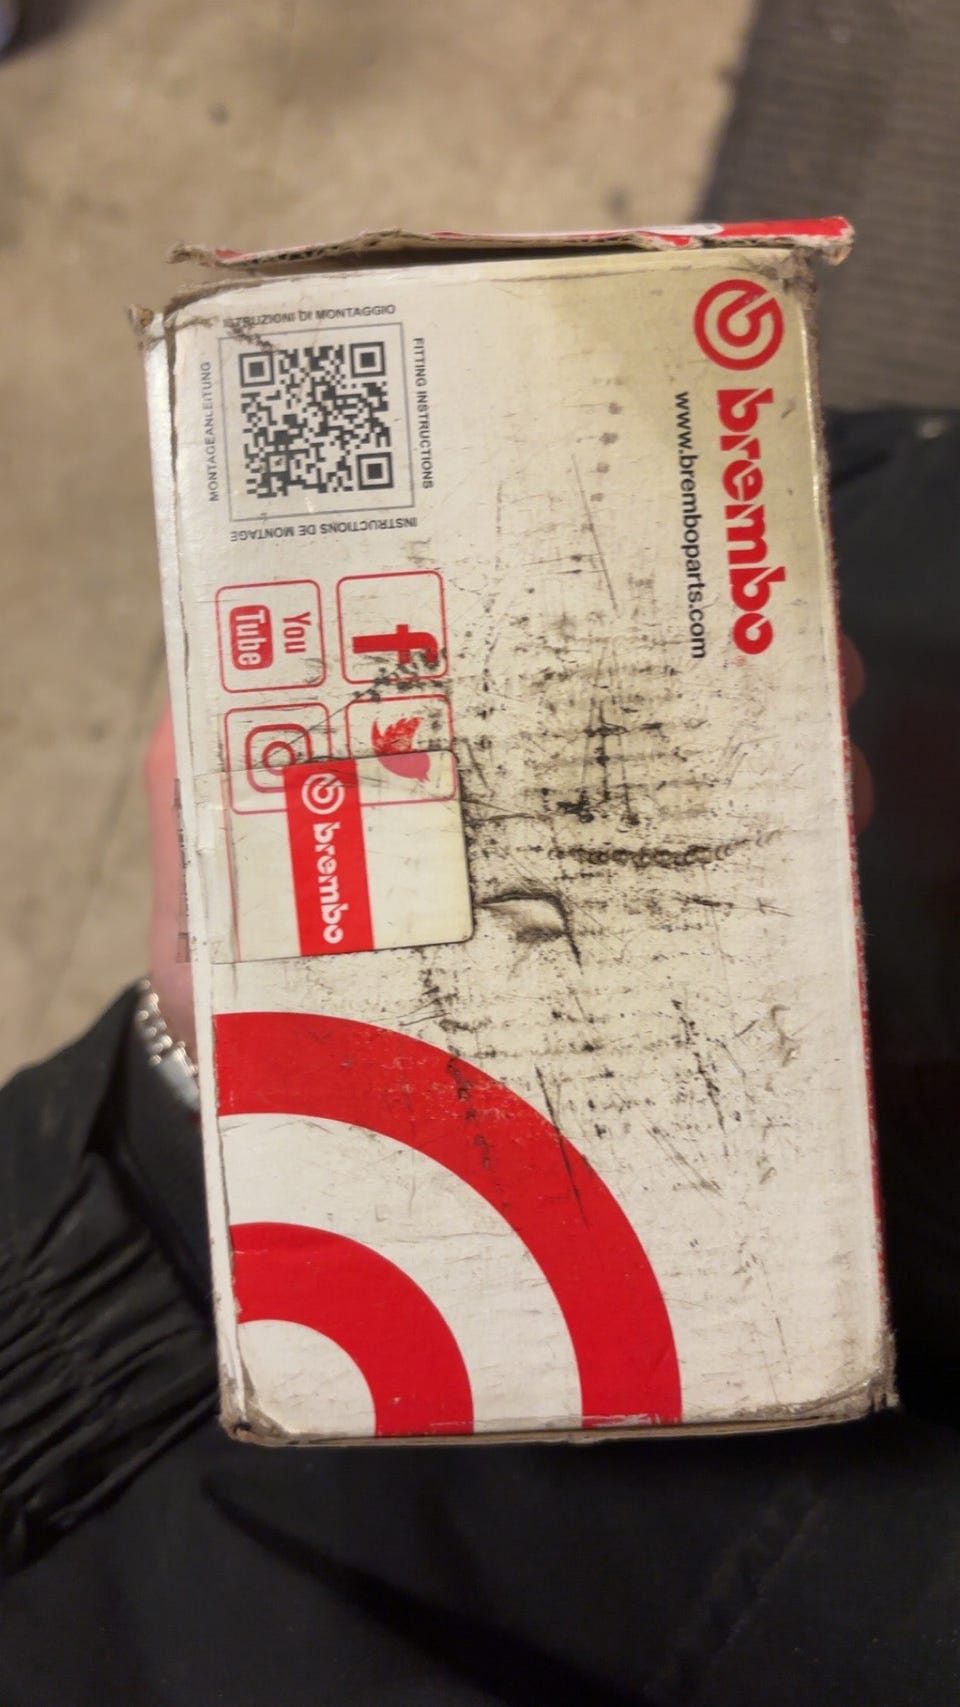 brembo
www.bremboparts.com
ISTRUZIONI DI MONTAGGIO
FITTING INSTRUCTIONS
INSTRUCTIONS DE MONTAGE
MONTAGEANLEITUNG
f
You
Tube
brembo